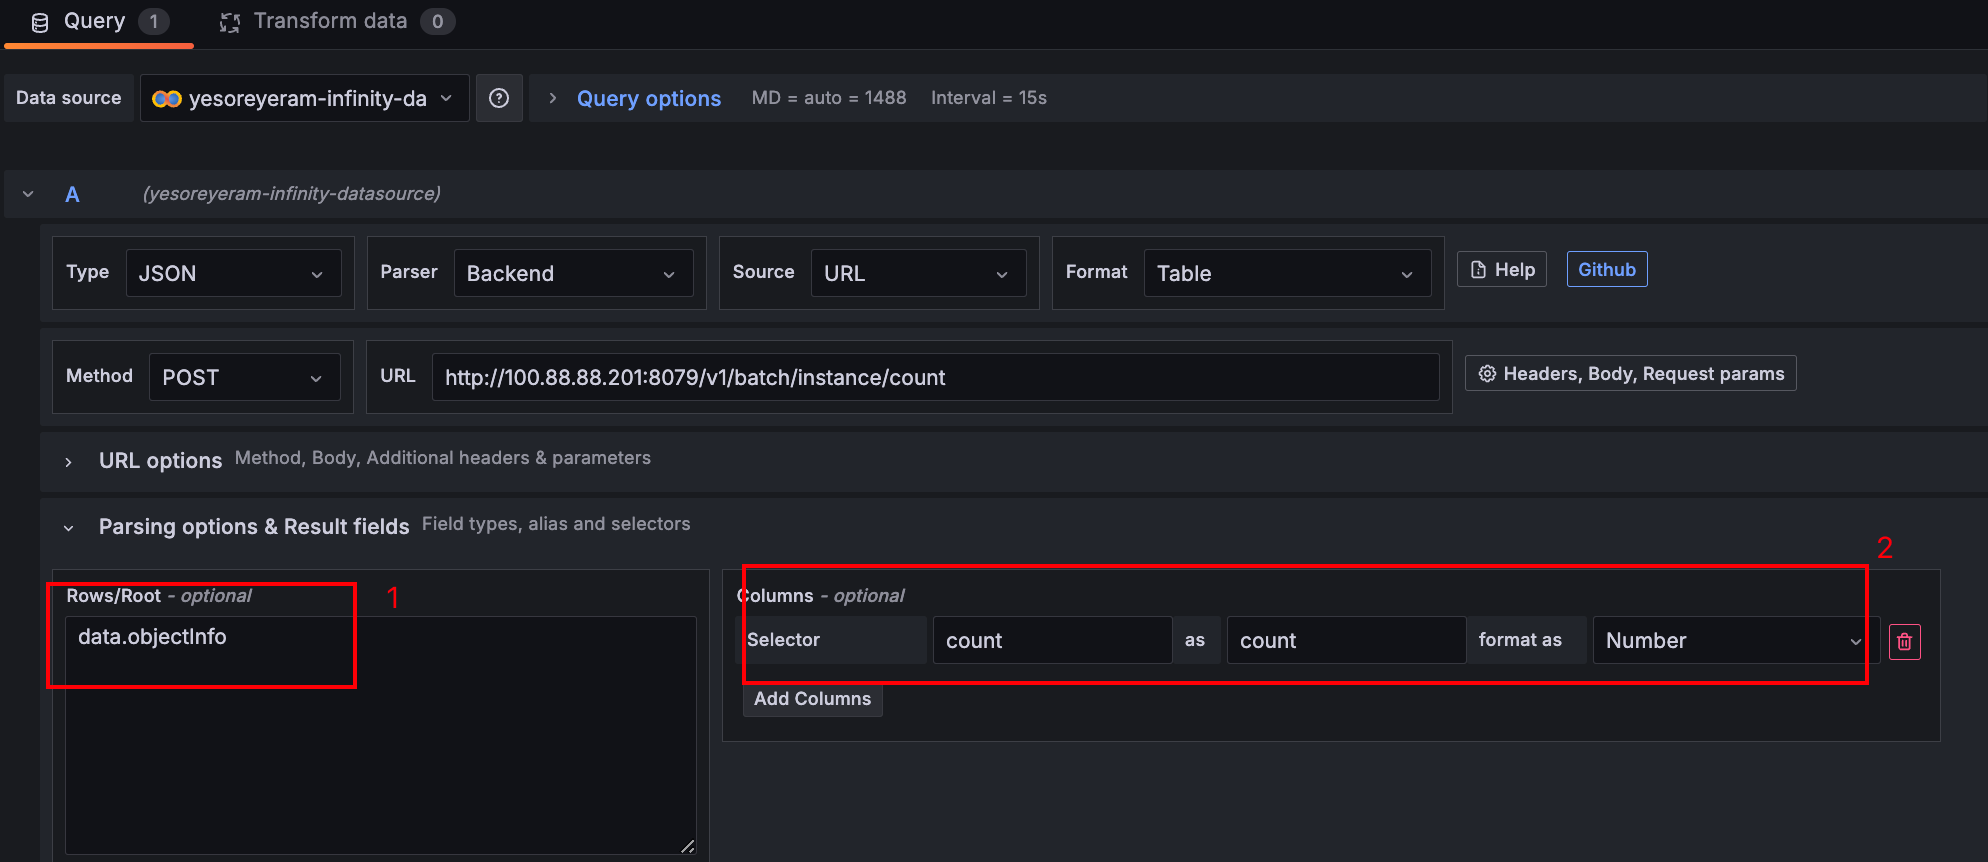 Query 1 Transform data 0
Data source yesoreyeram-infinity-da Query options MD = auto = 1488 Interval = 15s
A (yesoreyeram-infinity-datasource)
Type JSON Parser Backend Source URL Format Table Help Github
Method POST URL http://100.88.88.201:8079/v1/batch/instance/count Headers, Body, Request params
URL options Method, Body, Additional headers & parameters
Parsing options & Result fields Field types, alias and selectors
2
Rows/Root - optional 1 Columns - optional
data.objectInfo Selector count as count format as Number
Add Columns